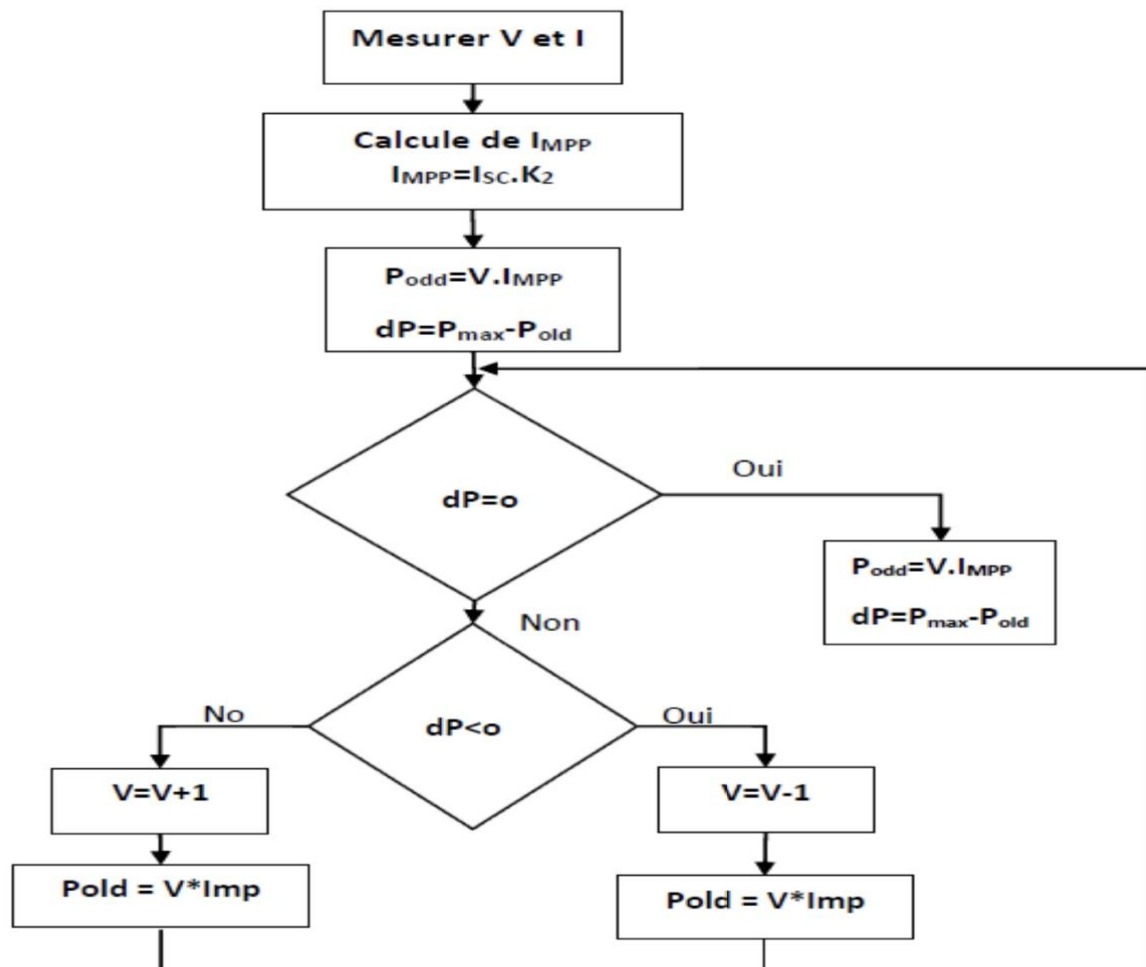 Mesurer V et I
Calcule de IMPP
IMPP=ISC.K2
Podd=V.IMPP
dP=Pmax-Pold
dP=o
Oui
Podd=V.IMPP
dP=Pmax-Pold
Non
dP<o
No
Oui
V=V+1
V=V-1
Pold = V*Imp
Pold = V*Imp